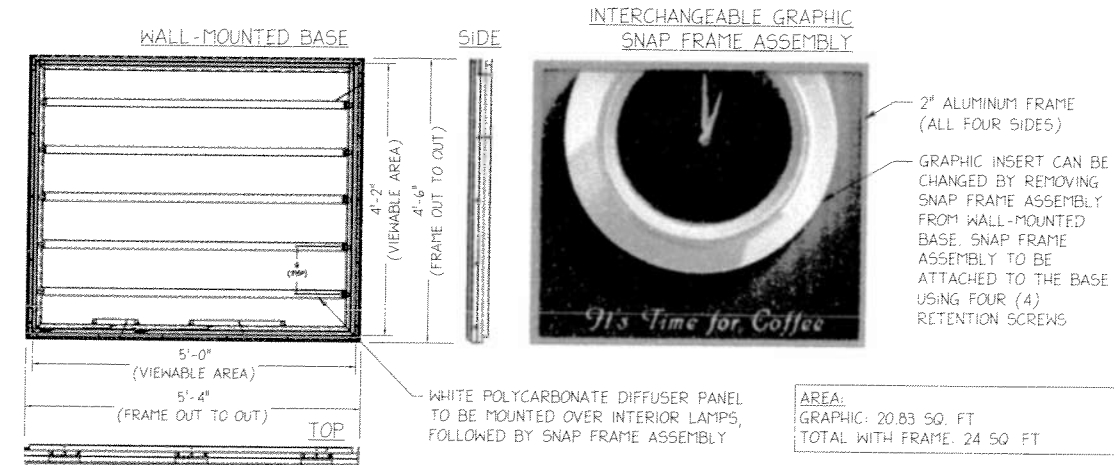 WALL-MOUNTED BASE
SIDE
INTERCHANGEABLE GRAPHIC
SNAP FRAME ASSEMBLY
4'-2"
(VIEWABLE AREA)
4'-6"
(FRAME OUT TO OUT)
2" ALUMINUM FRAME
(ALL FOUR SIDES)
GRAPHIC INSERT CAN BE
CHANGED BY REMOVING
SNAP FRAME ASSEMBLY
FROM WALL-MOUNTED
BASE. SNAP FRAME
ASSEMBLY TO BE
ATTACHED TO THE BASE
USING FOUR (4)
RETENTION SCREWS
It's Time for Coffee
5'-0"
(VIEWABLE AREA)
5'-4"
(FRAME OUT TO OUT)
TOP
WHITE POLYCARBONATE DIFFUSER PANEL
TO BE MOUNTED OVER INTERIOR LAMPS,
FOLLOWED BY SNAP FRAME ASSEMBLY
AREA:
GRAPHIC: 20.83 SQ. FT
TOTAL WITH FRAME: 24 SQ FT